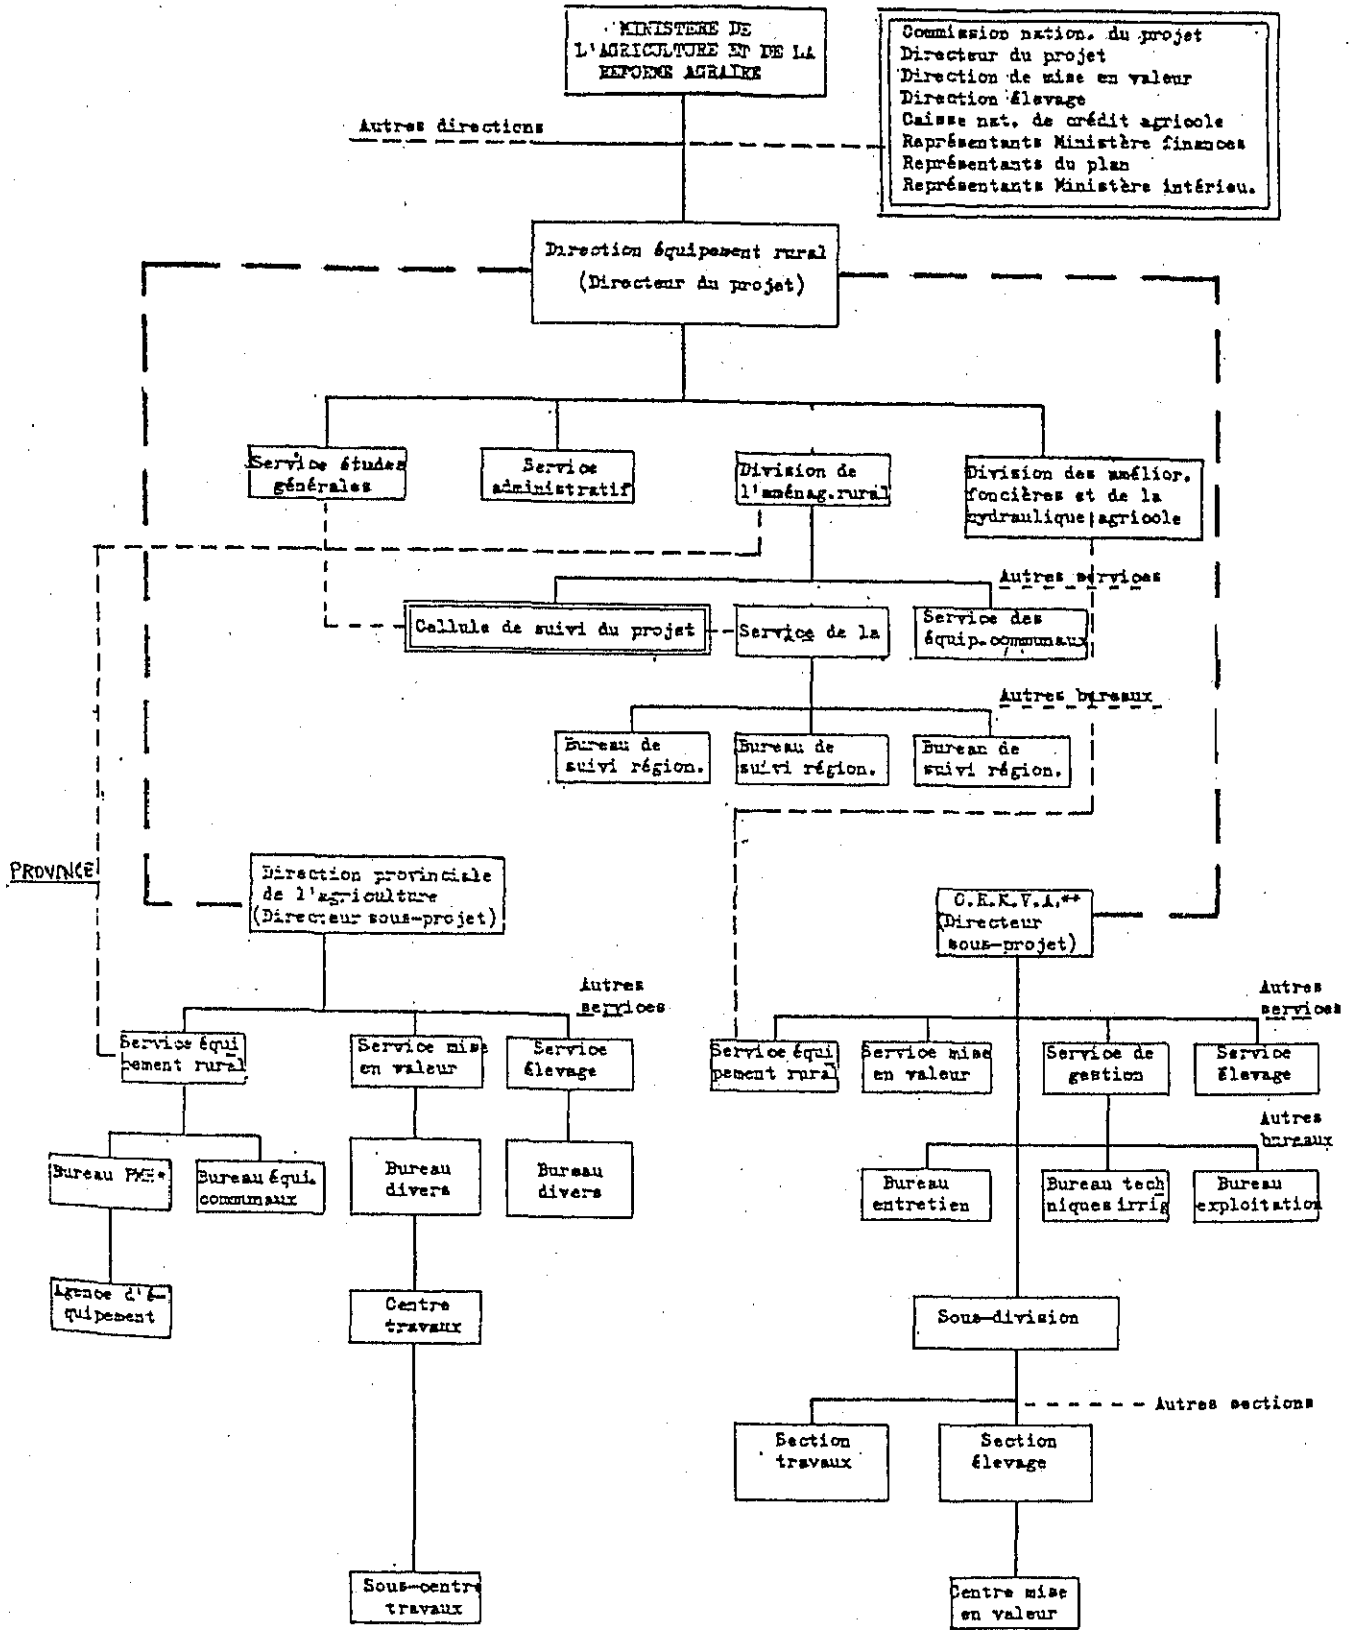 MINISTERE DE
L'AGRICULTURE ET DE LA
REFORME AGRAIRE
Commission nation. du projet
Directeur du projet
Direction de mise en valeur
Direction élevage
Caisse nat. de crédit agricole
Représentants Ministère finances
Représentants du plan
Représentants Ministère intérieu.
Autres directions
Direction équipement rural
(Directeur du projet)
Service études
générales
Service
administratif
Division de
l'aménag.rural
Division des amélior.
foncières et de la
hydraulique agricole
Autres services
Cellule de suivi du projet
Service de la
Service des
équip.communaux
Autres bureaux
Bureau de
suivi région.
Bureau de
suivi région.
Bureau de
suivi région.
PROVINCE
Direction provinciale
de l'agriculture
(Directeur sous-projet)
O.R.M.V.A.**
(Directeur
sous-projet)
Autres
services
Autres
services
Service équi
pement rural
Service mise
en valeur
Service
élevage
Service équi
pement rural
Service mise
en valeur
Service de
gestion
Service
Élevage
Autres
bureaux
Bureau PME*
Bureau équi.
communaux
Bureau
divers
Bureau
divers
Bureau
entretien
Bureau tech
niques irrig
Bureau
exploitation
Agence d'é-
quipement
Centre
travaux
Sous-division
Autres sections
Section
travaux
Section
élevage
Sous-centre
travaux
Centre mise
en valeur